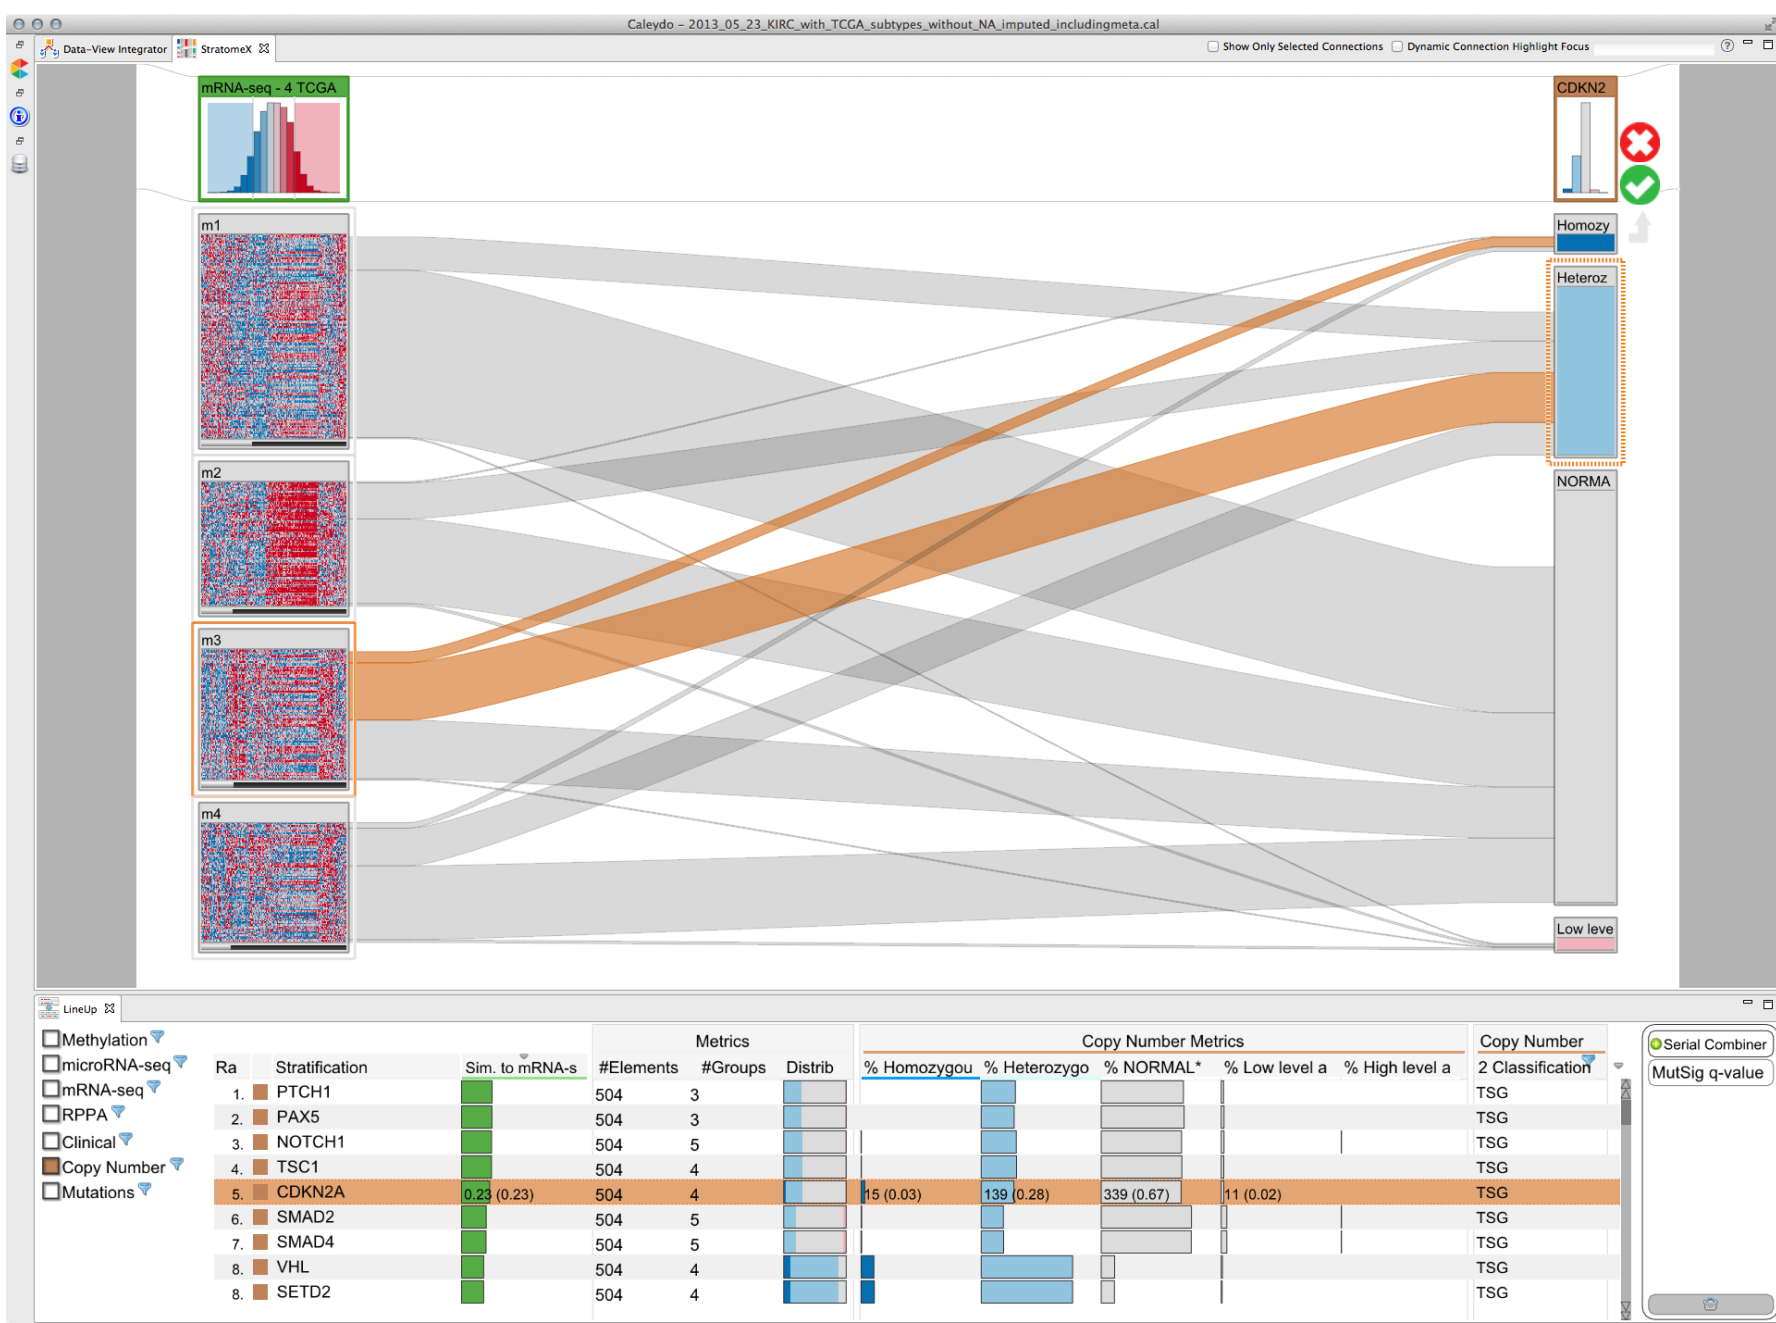 Caleydo - 2013_05_23_KIRC_with_TCGA_subtypes_without_NA_imputed_includingmeta.cal
Data-View Integrator StratomeX Show Only Selected Connections Dynamic Connection Highlight Focus
mRNA-seq - 4 TCGA CDKN2
m1 Homozy
Heteroz
m2 NORMA
m3
m4
Low leve
LineUp
Methylation
microRNA-seq
mRNA-seq
RPPA
Clinical
Copy Number
Mutations
Metrics Copy Number Metrics Copy Number
Ra Stratification Sim. to mRNA-s #Elements #Groups Distrib % Homozygou % Heterozygo % NORMAL* % Low level a % High level a 2 Classification
1. PTCH1 504 3 TSG
2. PAX5 504 3 TSG
3. NOTCH1 504 5 TSG
4. TSC1 504 4 TSG
5. CDKN2A 0.23 (0.23) 504 4 15 (0.03) 139 (0.28) 339 (0.67) 11 (0.02) TSG
6. SMAD2 504 5 TSG
7. SMAD4 504 5 TSG
8. VHL 504 4 TSG
8. SETD2 504 4 TSG
Serial Combiner
MutSig q-value